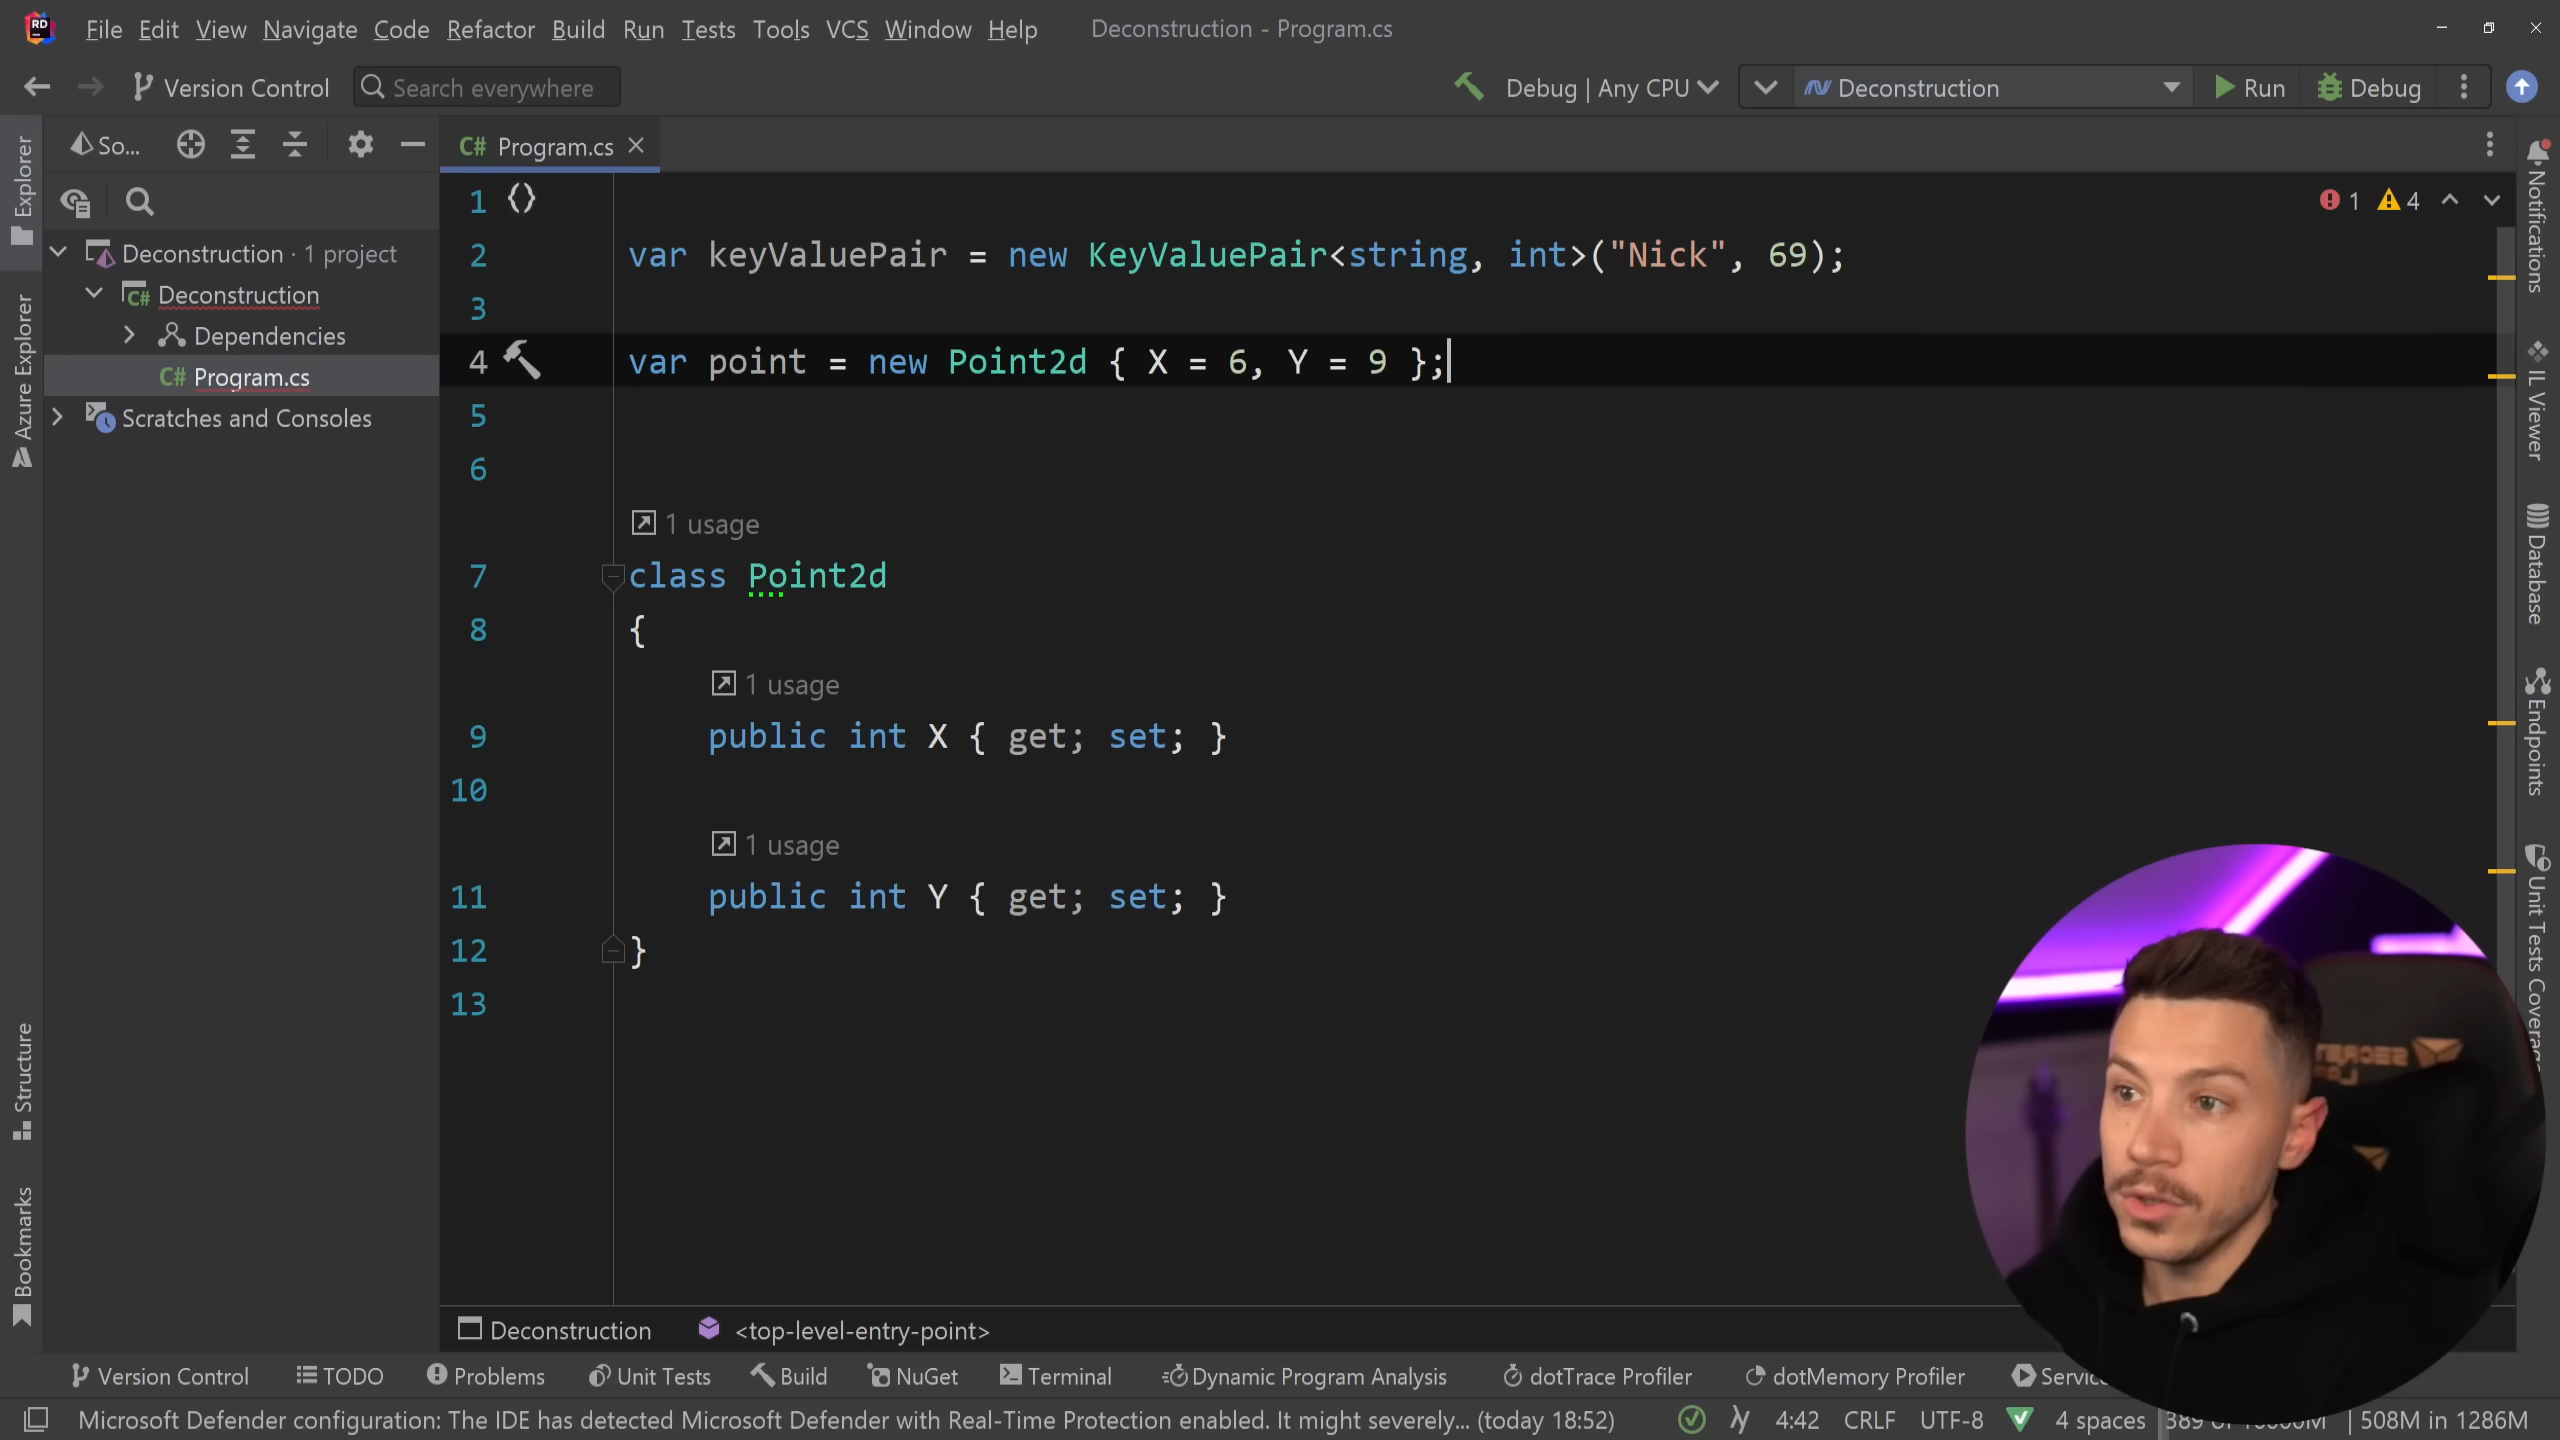 RD File Edit View Navigate Code Refactor Build Run Tests Tools VCS Window Help Deconstruction - Program.cs
Version Control Search everywhere Debug | Any CPU Deconstruction Run Debug
So... C# Program.cs
Explorer
Azure Explorer
Structure
Bookmarks
Deconstruction · 1 project
C# Deconstruction
Dependencies
C# Program.cs
Scratches and Consoles
1 {}
2 var keyValuePair = new KeyValuePair<string, int>("Nick", 69);
3
4 var point = new Point2d { X = 6, Y = 9 };
5
6
1 usage
7 class Point2d
8 {
1 usage
9 public int X { get; set; }
10
1 usage
11 public int Y { get; set; }
12 }
13
1 4
Notifications
IL Viewer
Database
Endpoints
Unit Tests Coverage
Deconstruction <top-level-entry-point>
Version Control TODO Problems Unit Tests Build NuGet Terminal Dynamic Program Analysis dotTrace Profiler dotMemory Profiler
Microsoft Defender configuration: The IDE has detected Microsoft Defender with Real-Time Protection enabled. It might severely... (today 18:52) 4:42 CRLF UTF-8 4 spaces 508M in 1286M